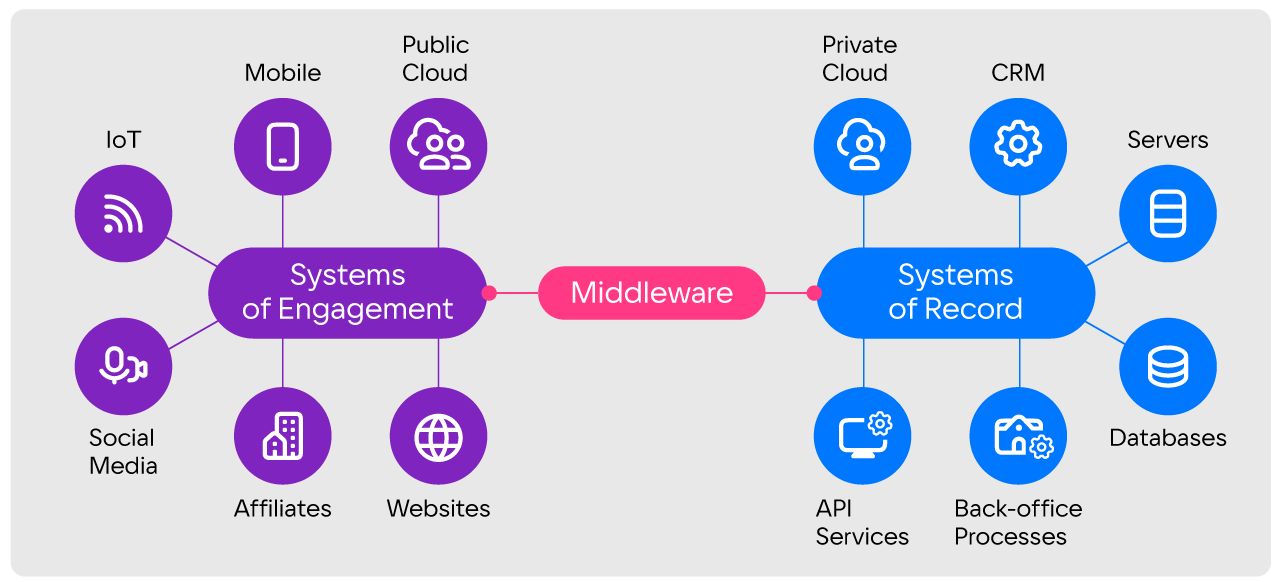 Public
Cloud
Mobile
IoT
Systems
of Engagement
Social
Media
Affiliates
Websites
Middleware
Private
Cloud
CRM
Servers
Systems
of Record
Databases
API
Services
Back-office
Processes